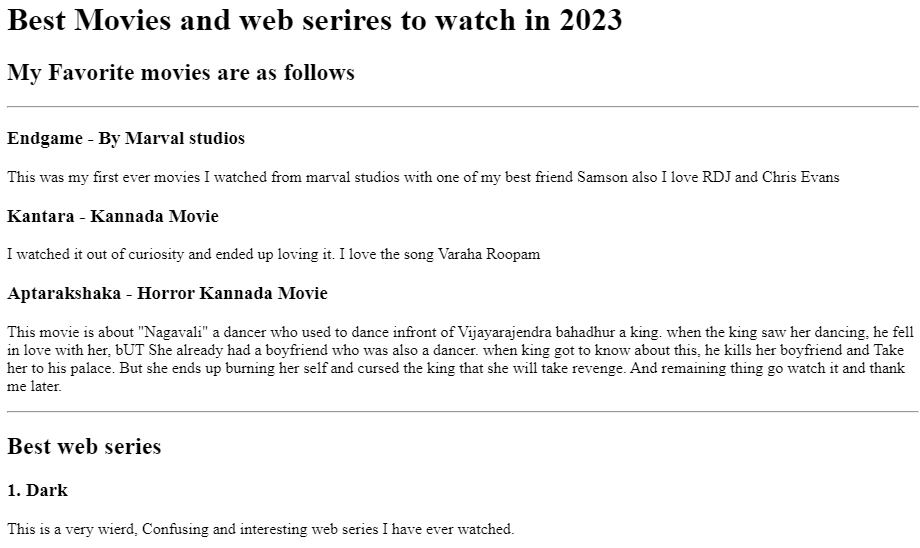 Best Movies and web serires to watch in 2023
My Favorite movies are as follows
Endgame - By Marval studios
This was my first ever movies I watched from marval studios with one of my best friend Samson also I love RDJ and Chris Evans
Kantara - Kannada Movie
I watched it out of curiosity and ended up loving it. I love the song Varaha Roopam
Aptarakshaka - Horror Kannada Movie
This movie is about "Nagavali" a dancer who used to dance infront of Vijayarajendra bahadhur a king. when the king saw her dancing, he fell
in love with her, bUT She already had a boyfriend who was also a dancer. when king got to know about this, he kills her boyfriend and Take
her to his palace. But she ends up burning her self and cursed the king that she will take revenge. And remaining thing go watch it and thank
me later.
Best web series
1. Dark
This is a very wierd, Confusing and interesting web series I have ever watched.